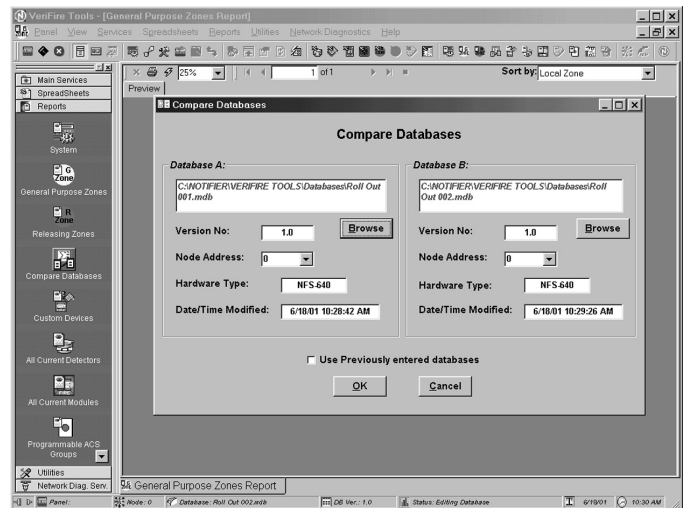 VeriFire Tools - [General Purpose Zones Report]
Panel View Services Spreadsheets Reports Utilities Network Diagnostics Help
25% 1 of 1 Sort by: Local Zone
Preview
Main Services
SpreadSheets
Reports
System
G Zone
General Purpose Zones
R Zone
Releasing Zones
Compare Databases
Custom Devices
All Current Detectors
All Current Modules
Programmable ACS
Groups
Utilities
Network Diag. Serv.
Compare Databases
Compare Databases
Database A:
C:\NOTIFIER\VERIFIRE TOOLS\Databases\Roll Out
001.mdb
Version No: 1.0 Browse
Node Address: 0
Hardware Type: NFS-640
Date/Time Modified: 6/18/01 10:28:42 AM
Database B:
C:\NOTIFIER\VERIFIRE TOOLS\Databases\Roll
Out 002.mdb
Version No: 1.0 Browse
Node Address: 0
Hardware Type: NFS-640
Date/Time Modified: 6/18/01 10:29:26 AM
Use Previously entered databases
OK Cancel
General Purpose Zones Report
Panel: Node: 0 Database: Roll Out 002.mdb DB Ver.: 1.0 Status: Editing Database 6/19/01 10:30 AM